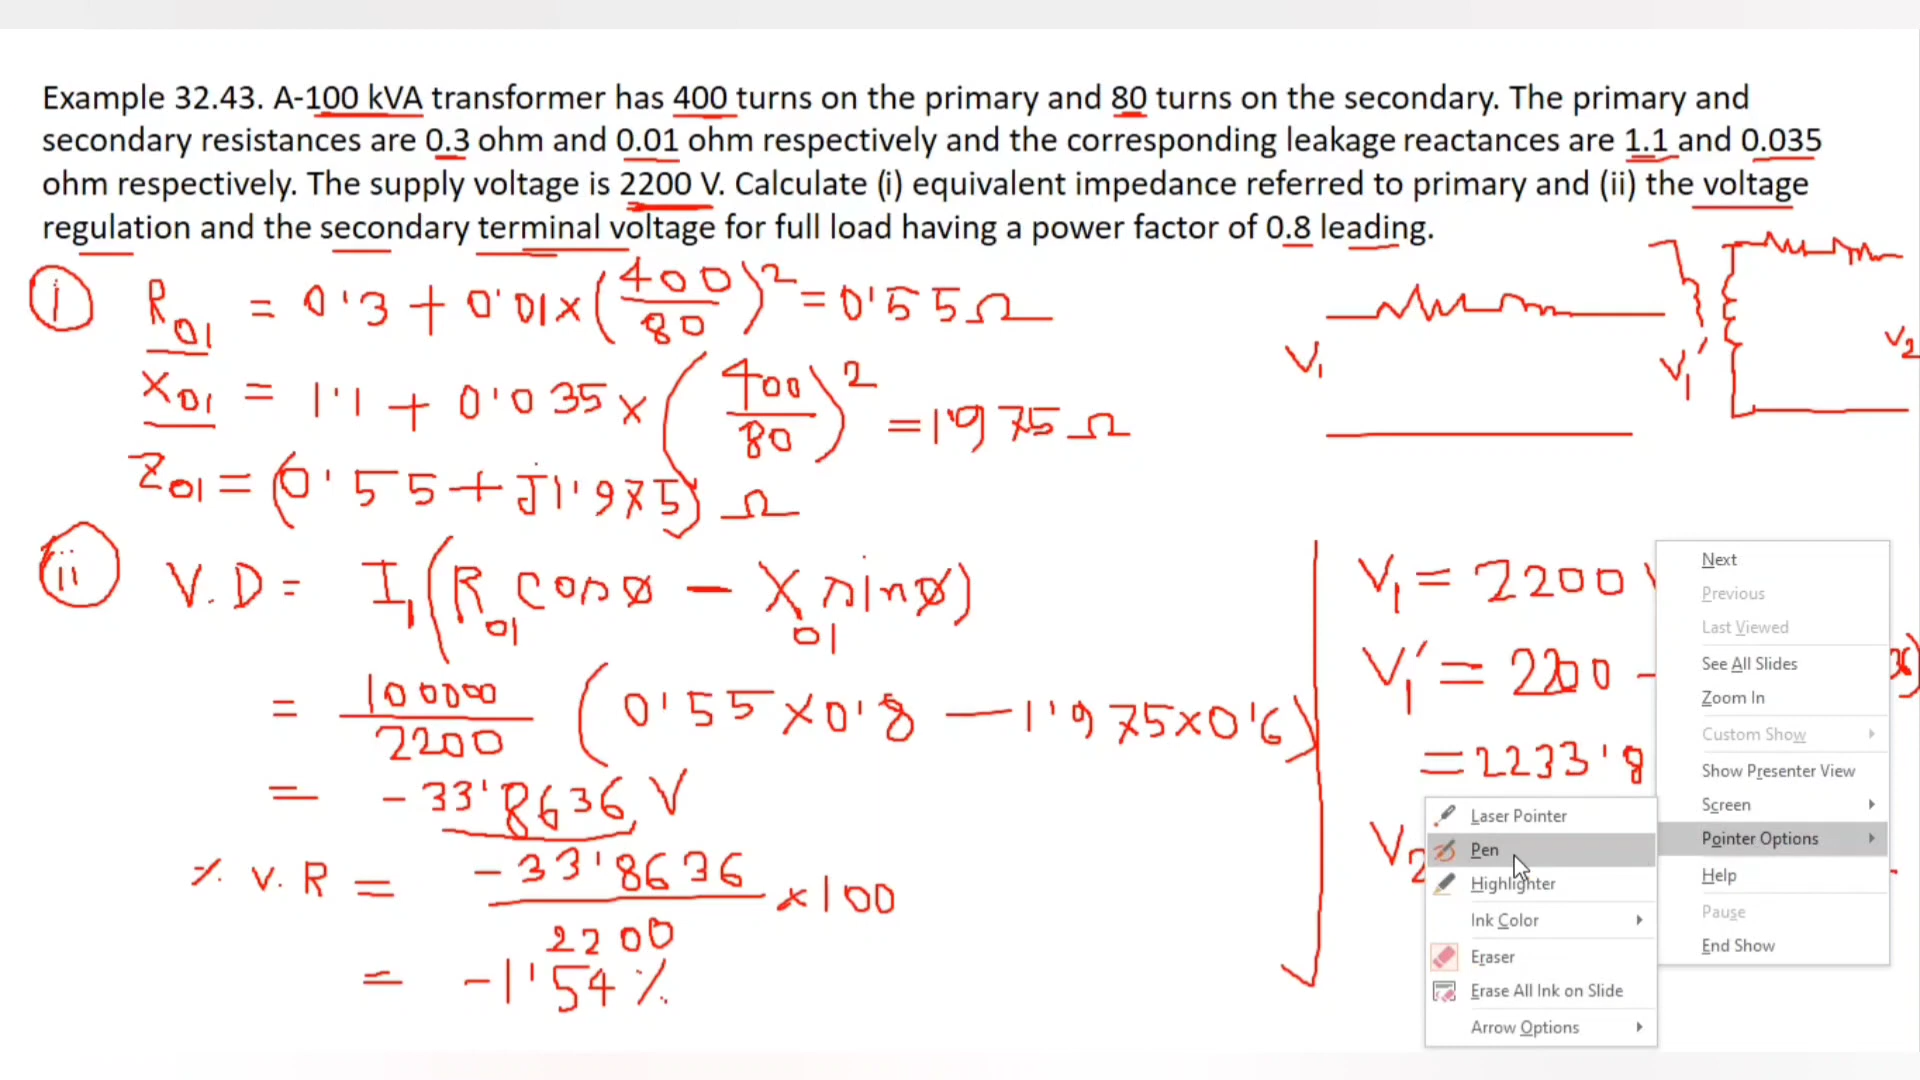 Example 32.43. A-100 kVA transformer has 400 turns on the primary and 80 turns on the secondary. The primary and
secondary resistances are 0.3 ohm and 0.01 ohm respectively and the corresponding leakage reactances are 1.1 and 0.035
ohm respectively. The supply voltage is 2200 V. Calculate (i) equivalent impedance referred to primary and (ii) the voltage
regulation and the secondary terminal voltage for full load having a power factor of 0.8 leading.
i R01 = 0.3 + 0.01 × (400/80)² = 0.55 Ω
X01 = 1.1 + 0.035 × (400/80)² = 1.975 Ω
Z01 = (0.55 + J1.975) Ω
ii V.D = I1 (R01 cosø − X01 sinø)
= 100000/2200 (0.55 × 0.8 − 1.975 × 0.6)
= -33.8636 V
% V.R = -33.8636/2200 × 100
= -1.54 %
V1
V1'
V2
V1 = 2200
V1' = 2200 -
= 2233.8
V2
Next
Previous
Last Viewed
See All Slides
Zoom In
Custom Show
Show Presenter View
Screen
Pointer Options
Help
Pause
End Show
Laser Pointer
Pen
Highlighter
Ink Color
Eraser
Erase All Ink on Slide
Arrow Options